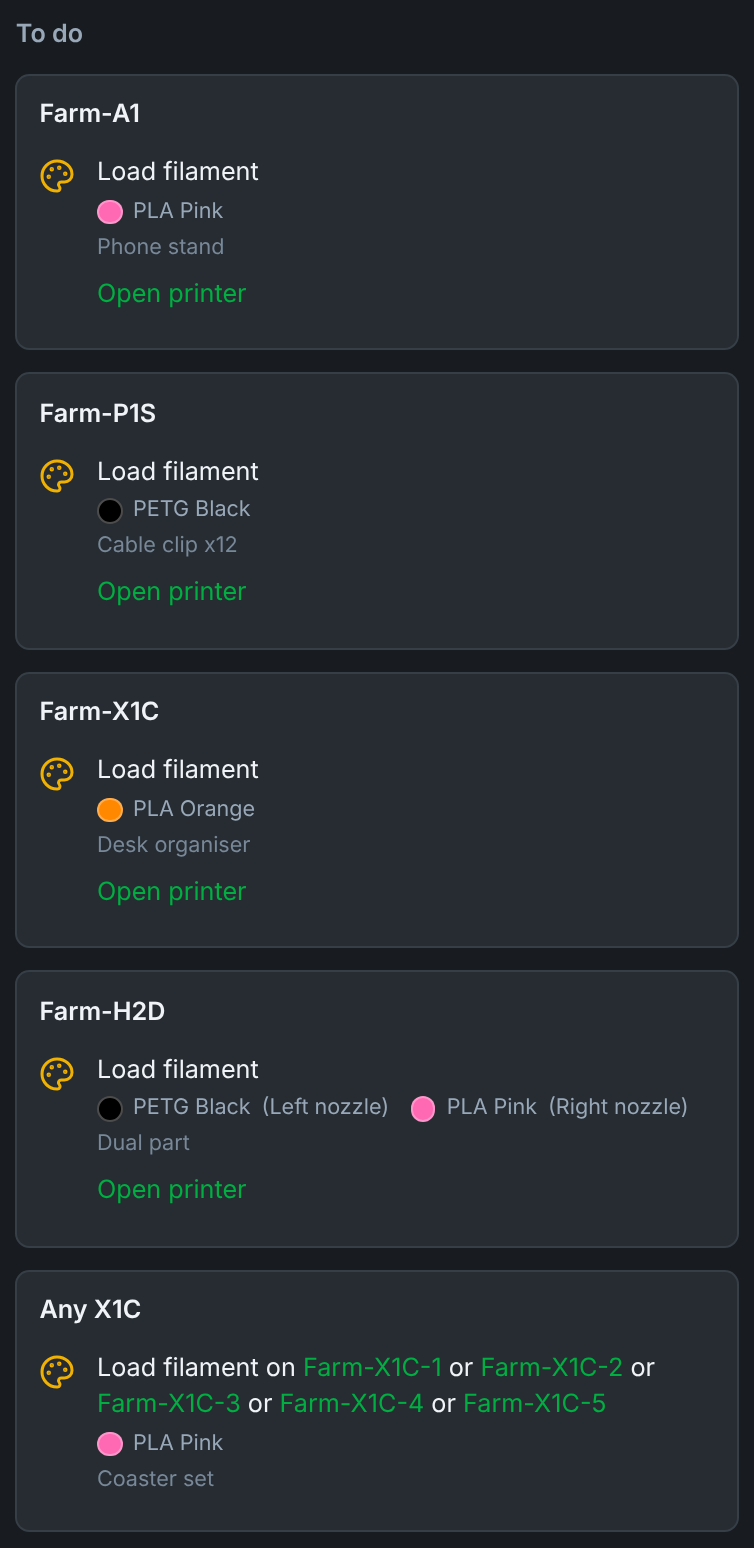 To do
Farm-A1
Load filament
PLA Pink
Phone stand
Open printer
Farm-P1S
Load filament
PETG Black
Cable clip x12
Open printer
Farm-X1C
Load filament
PLA Orange
Desk organiser
Open printer
Farm-H2D
Load filament
PETG Black (Left nozzle) PLA Pink (Right nozzle)
Dual part
Open printer
Any X1C
Load filament on Farm-X1C-1 or Farm-X1C-2 or
Farm-X1C-3 or Farm-X1C-4 or Farm-X1C-5
PLA Pink
Coaster set